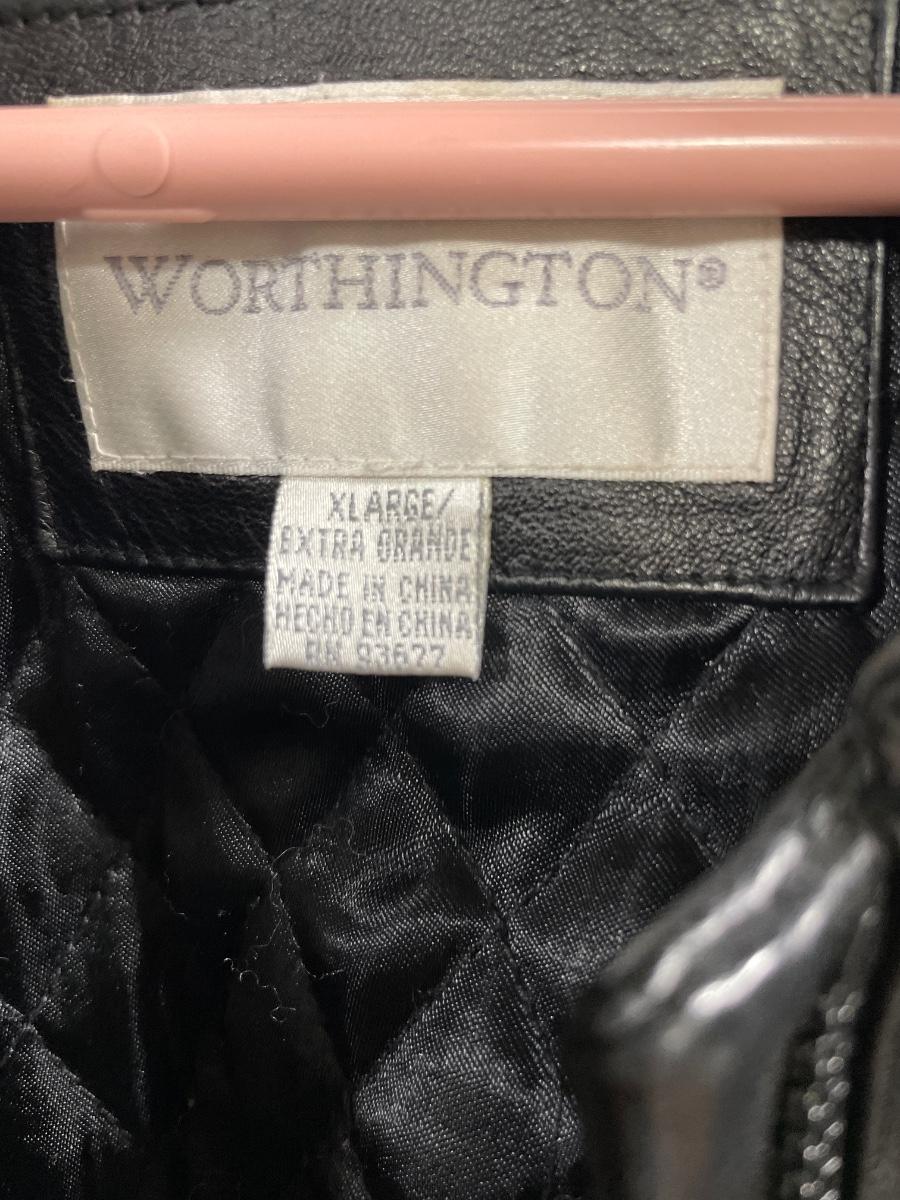 WORTHINGTON®
XLARGE/
EXTRA GRANDE
MADE IN CHINA
HECHO EN CHINA
RN 93677